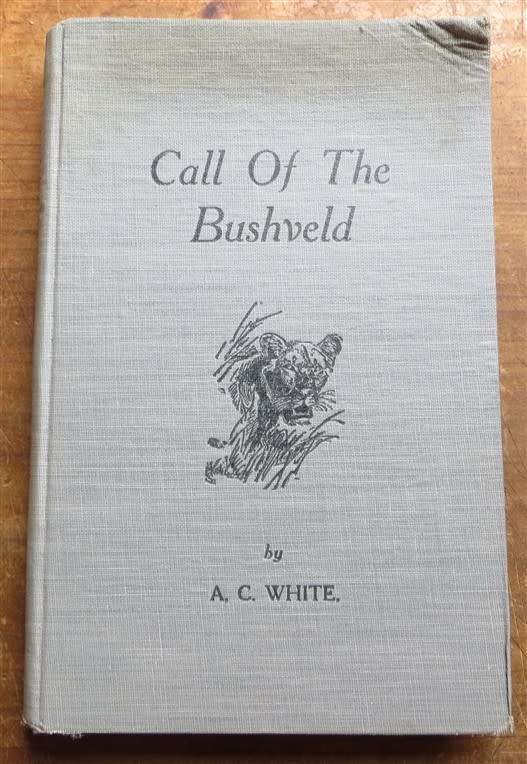 Call Of The
Bushveld
by
A. C. WHITE.